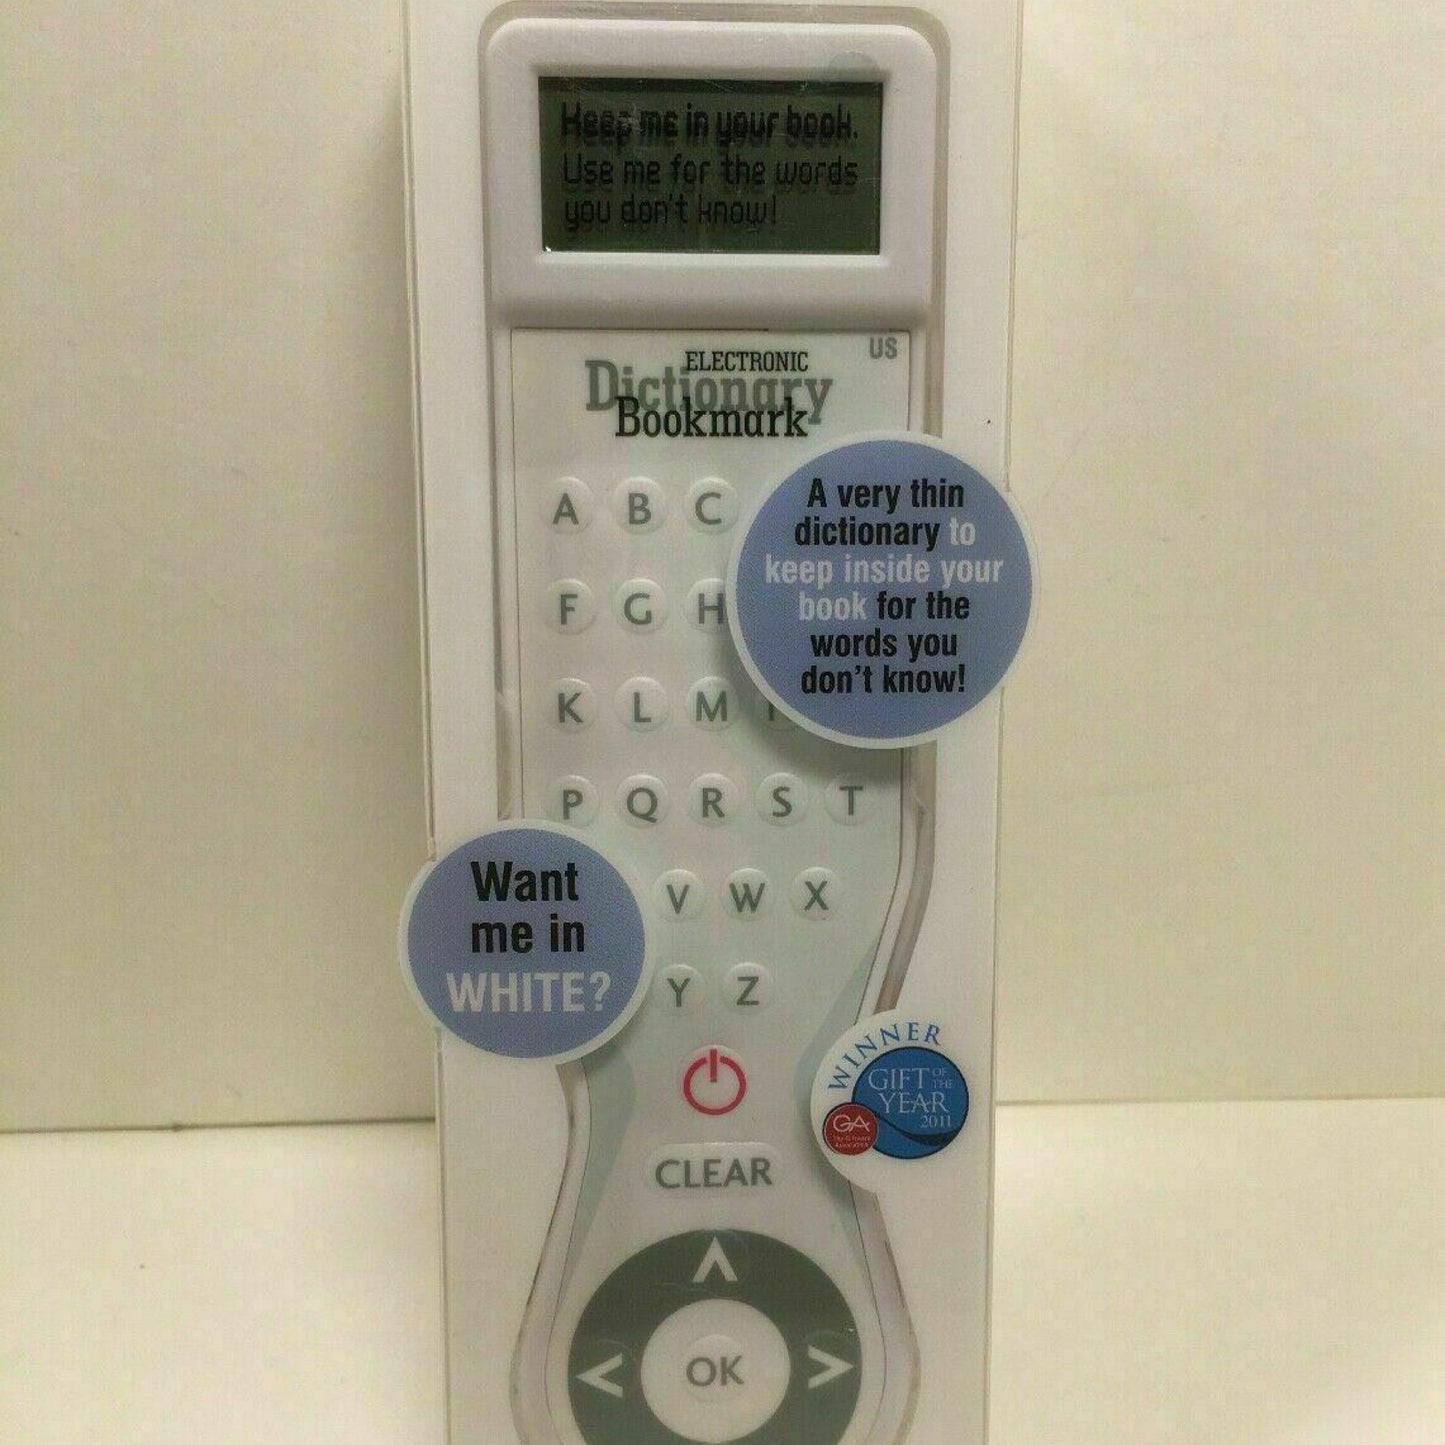 Keep me in your book.
Use me for the words
you don't know!
US
ELECTRONIC
Dictionary
Bookmark
A B C
A very thin
dictionary to
keep inside your
book for the
words you
don't know!
F G H
K L M
P Q R S T
Want
me in
WHITE?
V W X
Y Z
WINNER
GIFT OF THE
YEAR
2011
GA
CLEAR
OK